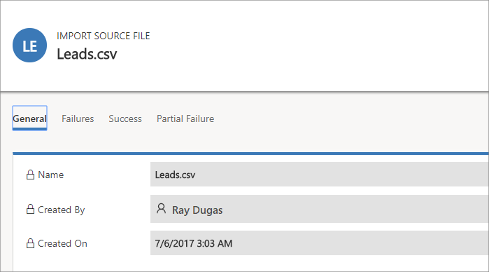 LE
IMPORT SOURCE FILE
Leads.csv
General Failures Success Partial Failure
Name Leads.csv
Created By Ray Dugas
Created On 7/6/2017 3:03 AM